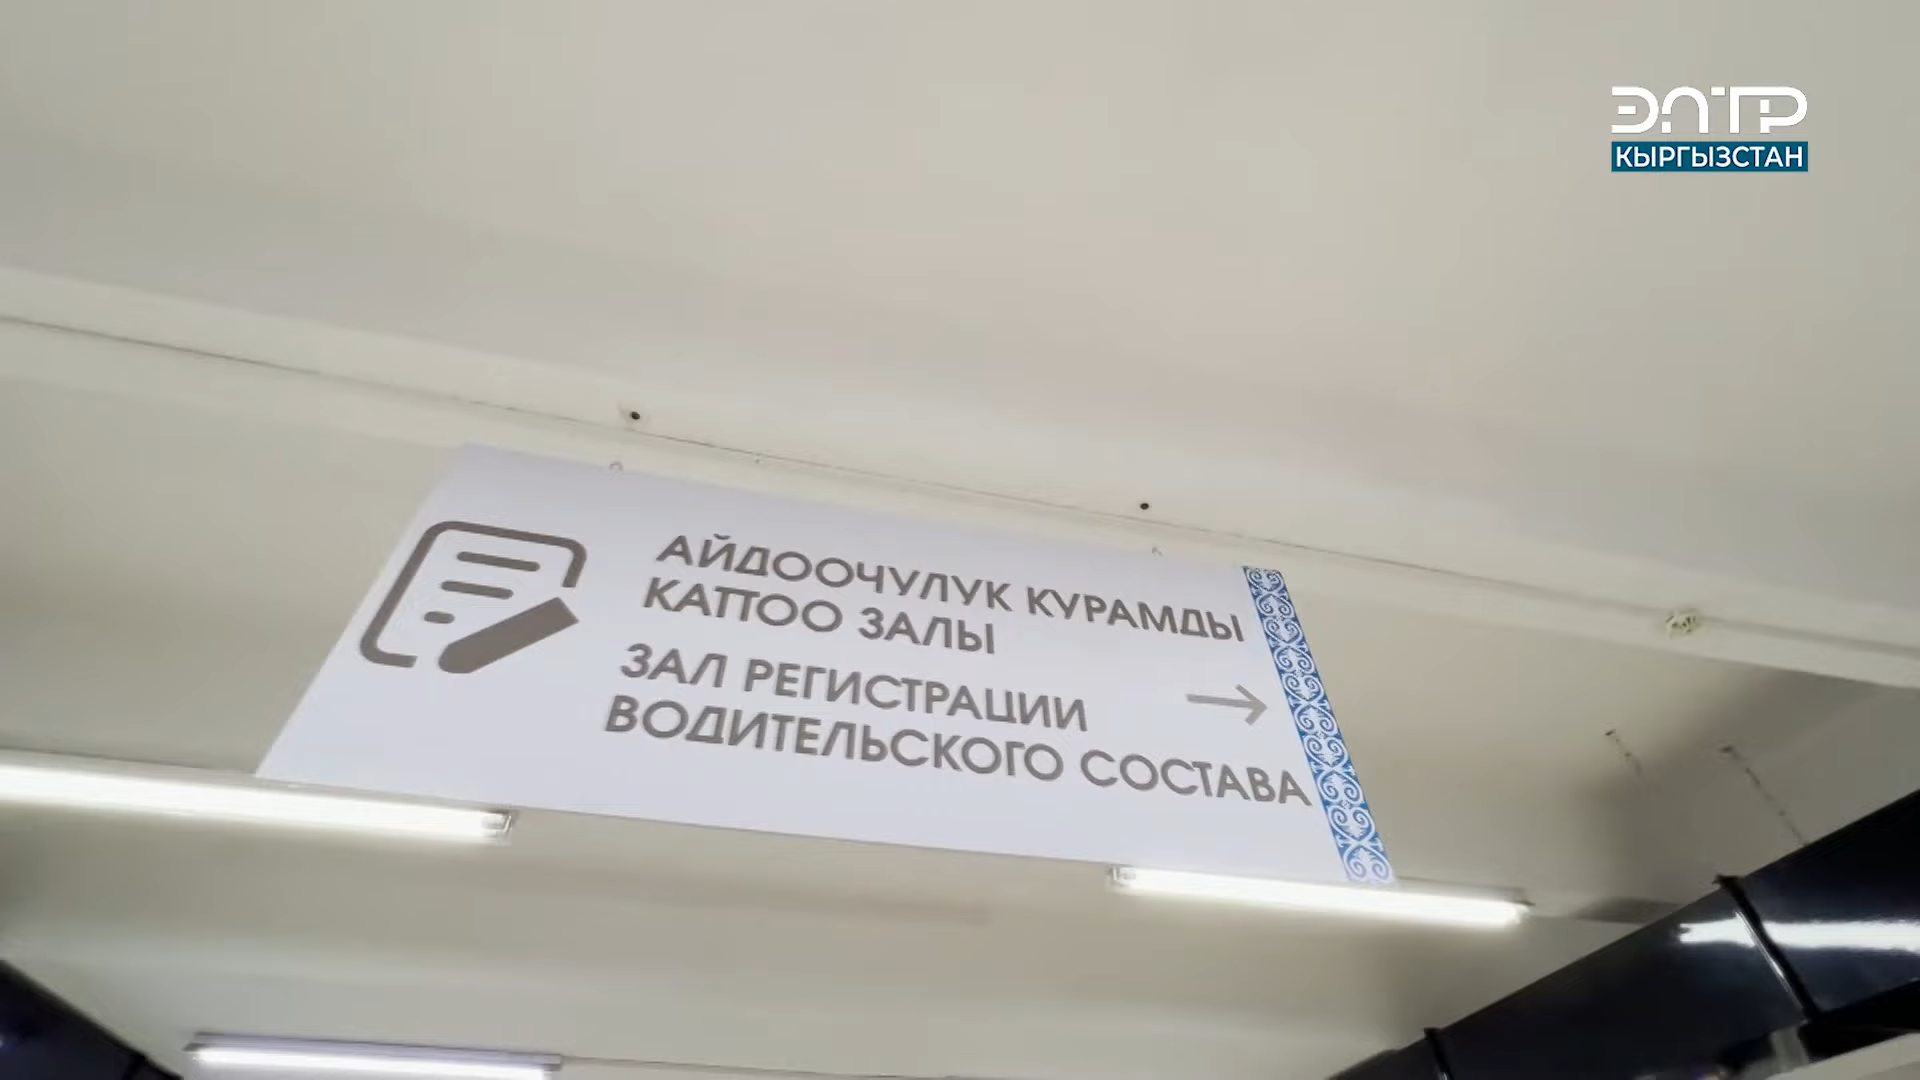 ЭЛТР
КЫРГЫЗСТАН
АЙДООЧУЛУК КУРАМДЫ
КАТТОО ЗАЛЫ
ЗАЛ РЕГИСТРАЦИИ
ВОДИТЕЛЬСКОГО СОСТАВА